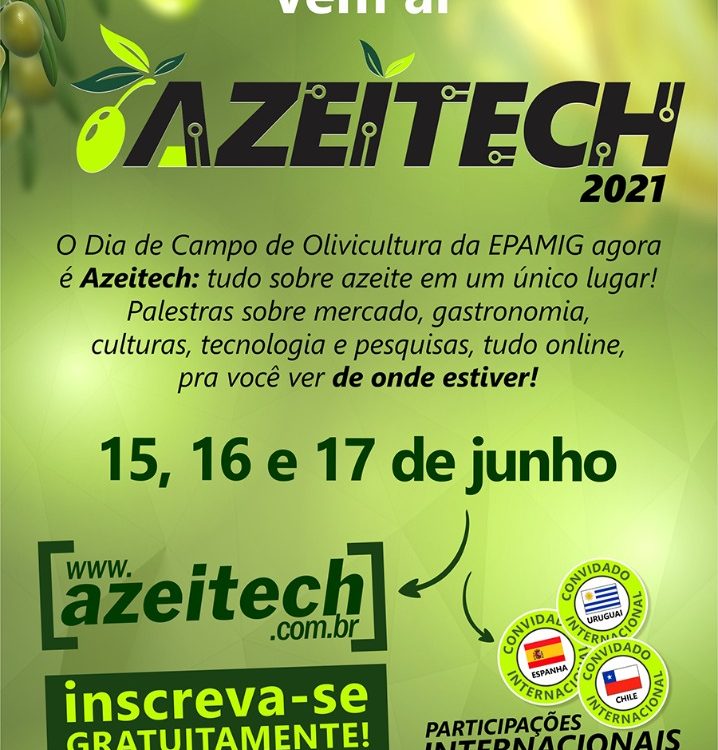 vem aí
AZEITECH
2021
O Dia de Campo de Olivicultura da EPAMIG agora
é Azeitech: tudo sobre azeite em um único lugar!
Palestras sobre mercado, gastronomia,
culturas, tecnologia e pesquisas, tudo online,
pra você ver de onde estiver!
15, 16 e 17 de junho
[www.
azeitech
.com.br]
inscreva-se
GRATUITAMENTE!
CONVIDADO
URUGUAI
INTERNACIONAL
CONVIDADO
ESPANHA
INTERNACIONAL
CONVIDADO
CHILE
INTERNACIONAL
PARTICIPAÇÕES
INTERNACIONAIS